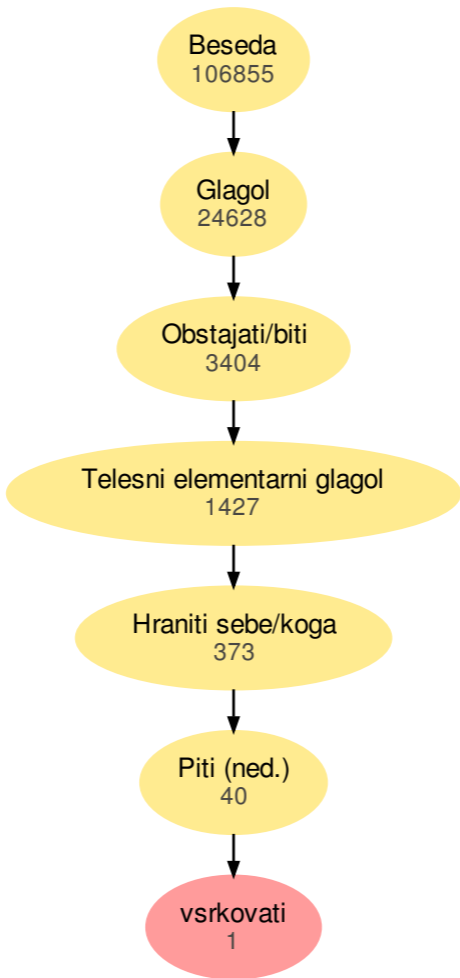 Beseda
106855
Glagol
24628
Obstajati/biti
3404
Telesni elementarni glagol
1427
Hraniti sebe/koga
373
Piti (ned.)
40
vsrkovati
1